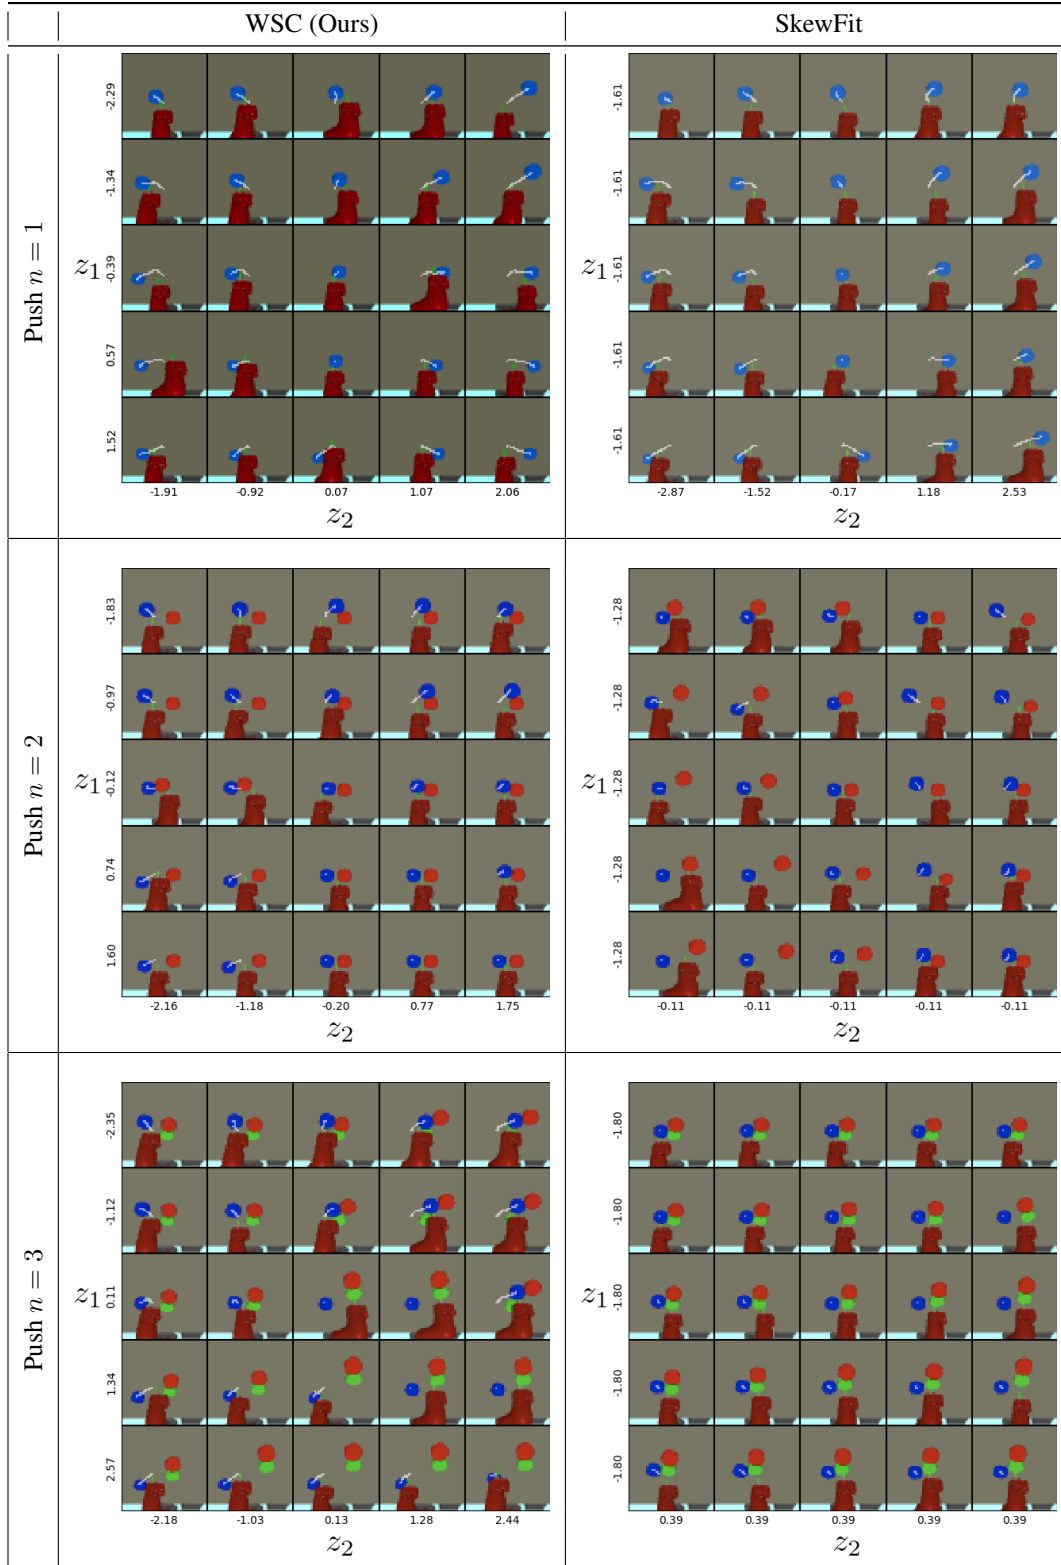 WSC (Ours) SkewFit
Push n = 1
z₁
-2.29
-1.34
-0.39
0.57
1.52
-1.91 -0.92 0.07 1.07 2.06
z₂
z₁
-1.61
-1.61
-1.61
-1.61
-1.61
-2.87 -1.52 -0.17 1.18 2.53
z₂
Push n = 2
z₁
-1.83
-0.97
-0.12
0.74
1.60
-2.16 -1.18 -0.20 0.77 1.75
z₂
z₁
-1.28
-1.28
-1.28
-1.28
-1.28
-0.11 -0.11 -0.11 -0.11 -0.11
z₂
Push n = 3
z₁
-2.35
-1.12
0.11
1.34
2.57
-2.18 -1.03 0.13 1.28 2.44
z₂
z₁
-1.80
-1.80
-1.80
-1.80
-1.80
0.39 0.39 0.39 0.39 0.39
z₂